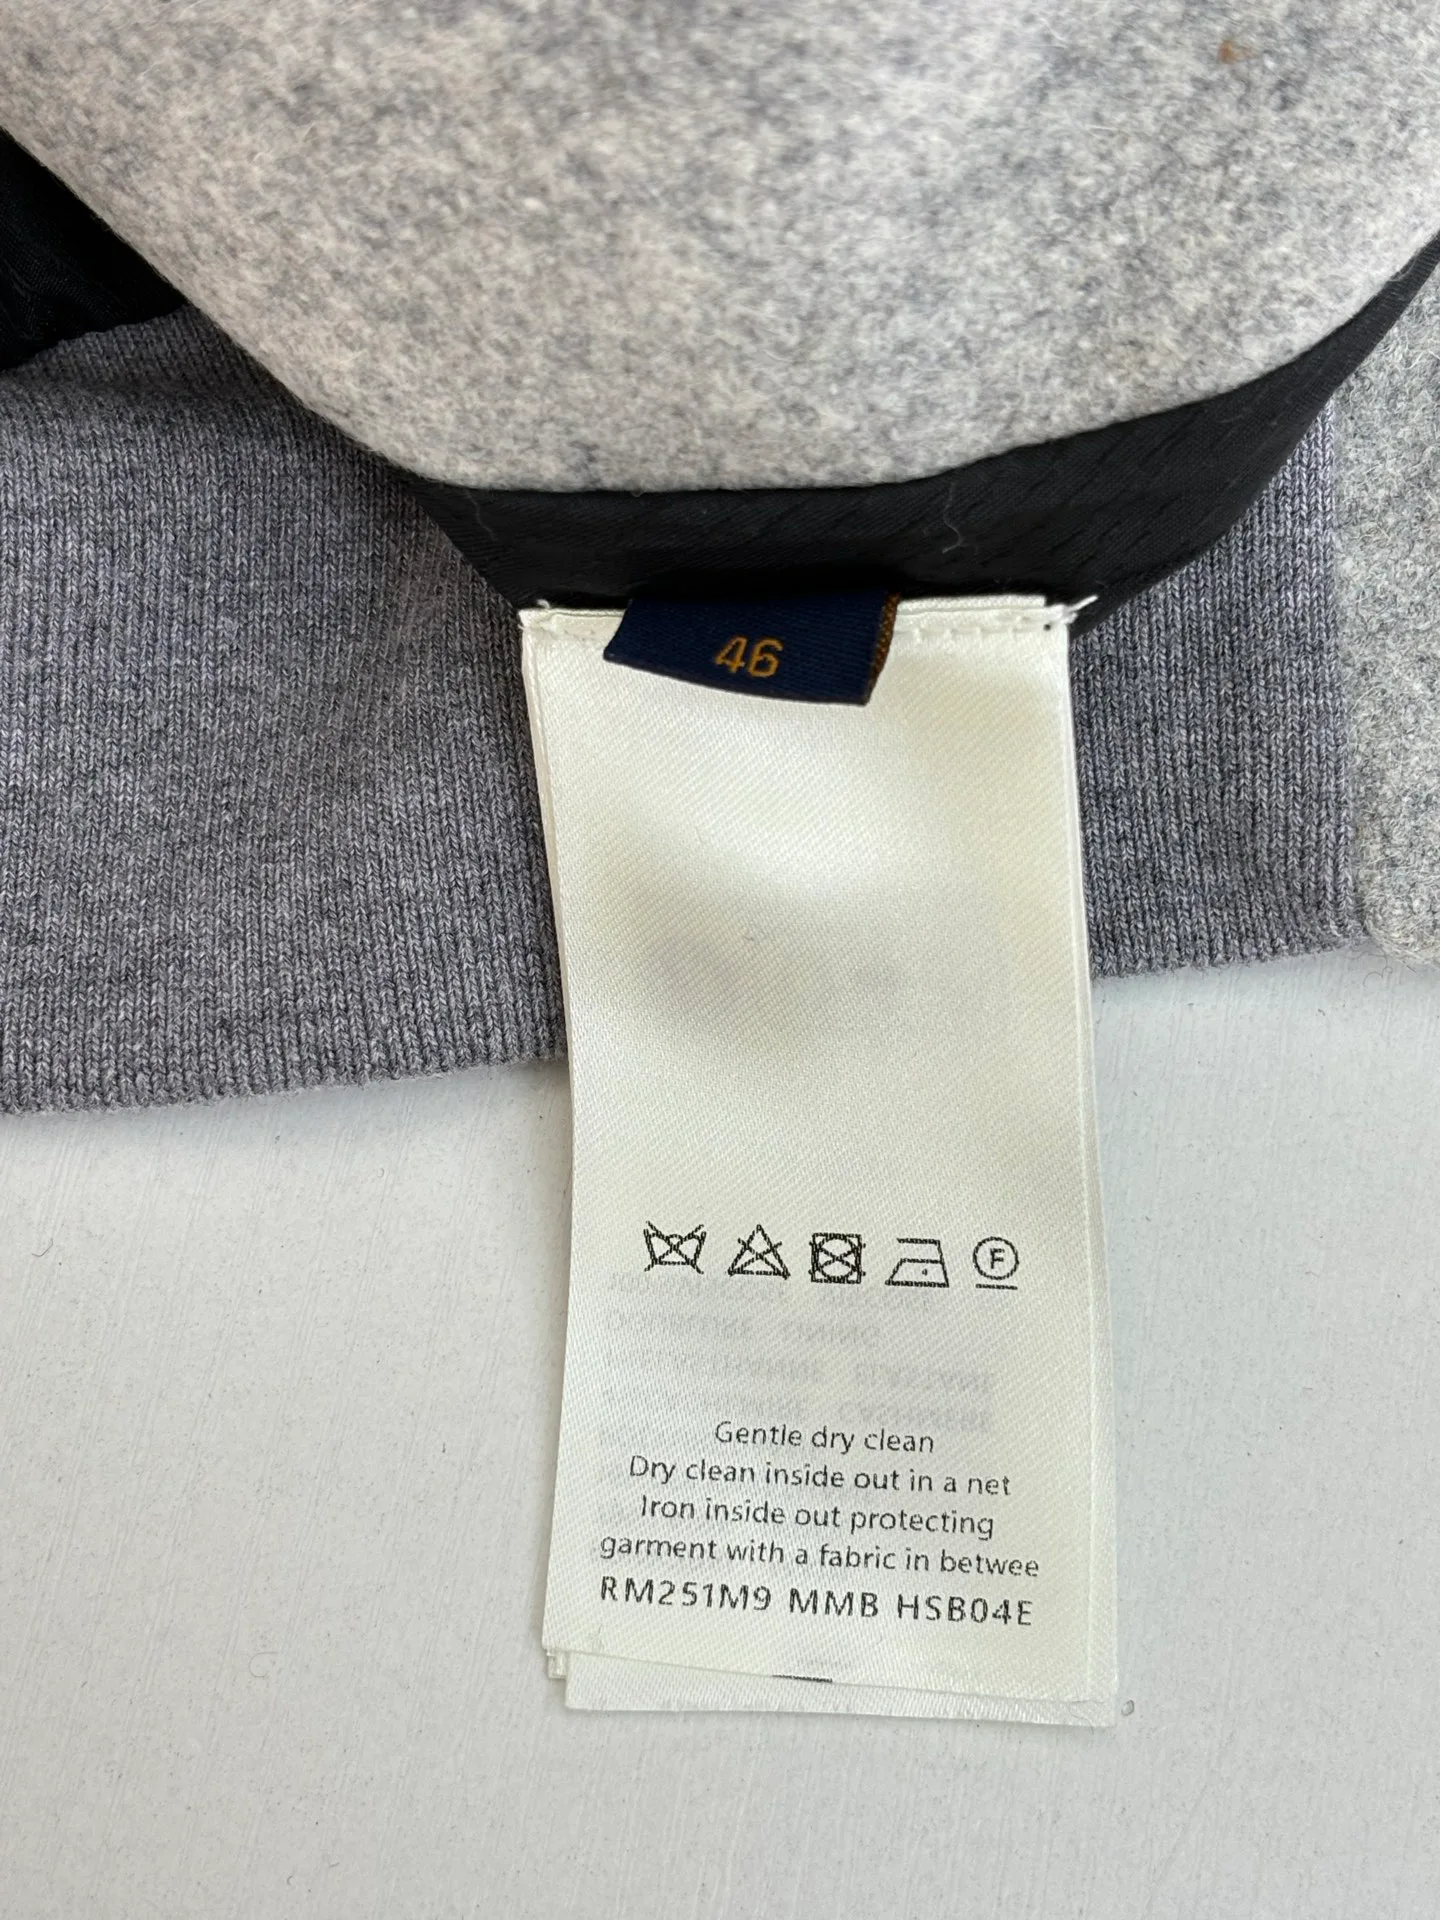 46
F
Gentle dry clean
Dry clean inside out in a net
Iron inside out protecting
garment with a fabric in betwee
RM251M9 MMB HSB04E